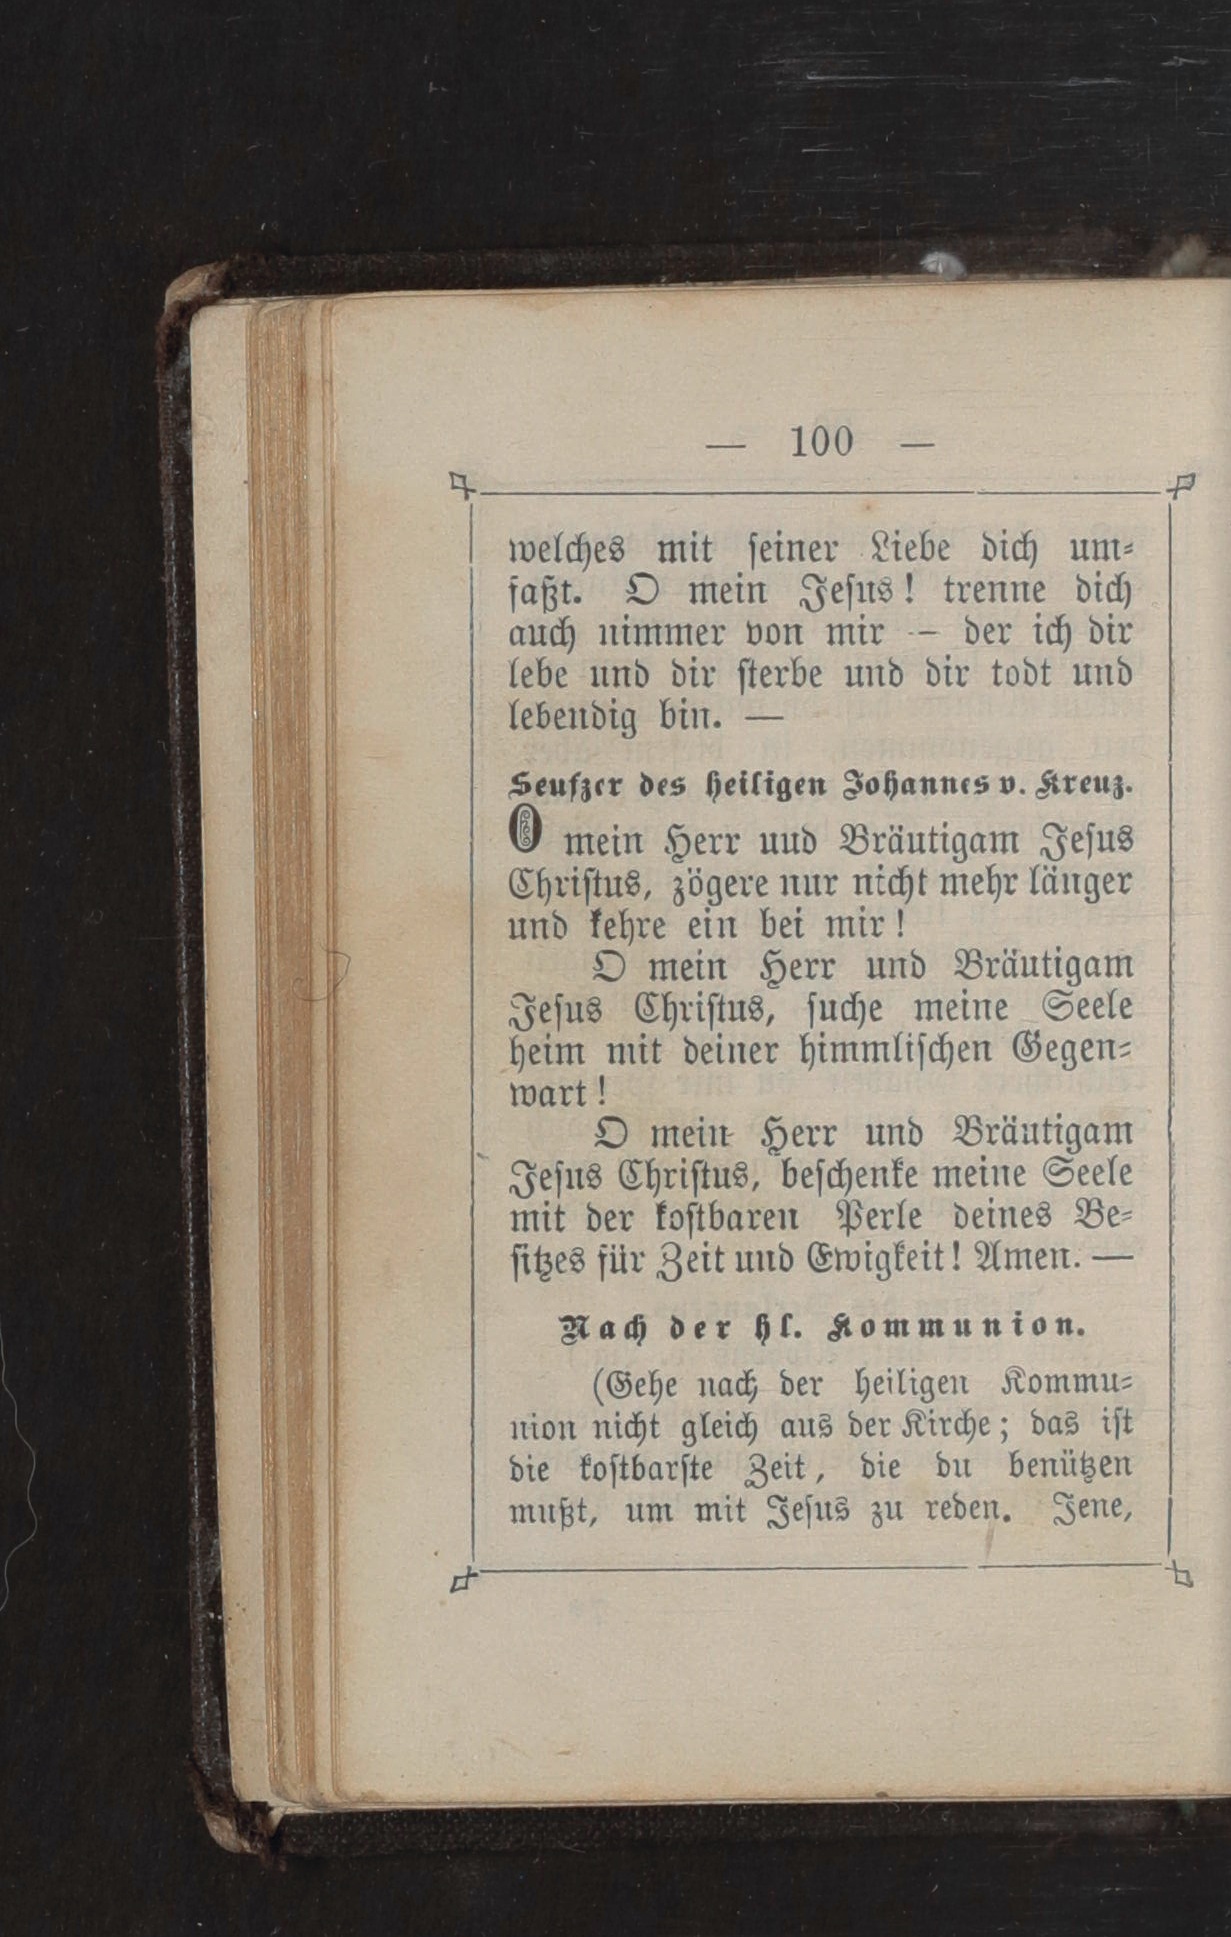 — 100 —
welches mit seiner Liebe dich um-
faßt. O mein Jesus! trenne dich
auch nimmer von mir – der ich dir
lebe und dir sterbe und dir todt und
lebendig bin. —
Seufzer des heiligen Johannes v. Kreuz.
O mein Herr und Bräutigam Jesus
Christus, zögere nur nicht mehr länger
und kehre ein bei mir!
O mein Herr und Bräutigam
Jesus Christus, suche meine Seele
heim mit deiner himmlischen Gegen-
wart!
O mein Herr und Bräutigam
Jesus Christus, beschenke meine Seele
mit der kostbaren Perle deines Be-
sitzes für Zeit und Ewigkeit! Amen. —
Nach der hl. Kommunion.
(Gehe nach der heiligen Kommu-
nion nicht gleich aus der Kirche; das ist
die kostbarste Zeit, die du benützen
mußt, um mit Jesus zu reden. Jene,